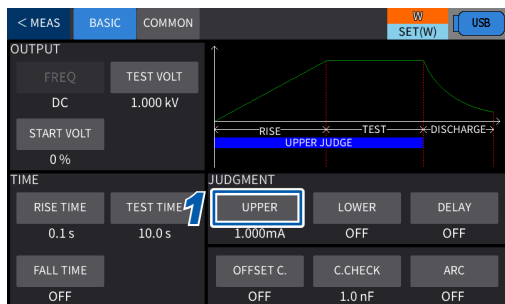 < MEAS BASIC COMMON W SET(W) USB
OUTPUT
FREQ TEST VOLT
DC 1.000 kV
START VOLT
0 %
RISE TEST DISCHARGE
UPPER JUDGE
TIME JUDGMENT
RISE TIME TEST TIME 1 UPPER LOWER DELAY
0.1 s 10.0 s 1.000mA OFF OFF
FALL TIME OFFSET C. C.CHECK ARC
OFF OFF 1.0 nF OFF